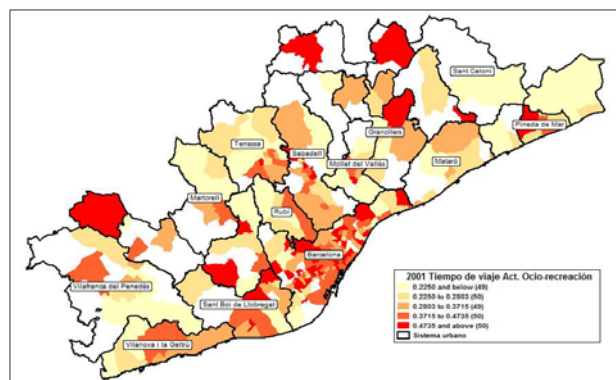 Sant Celoni
Granollers
Pineda de Mar
Terrassa
Sabadell
Mollet del Vallès
Mataró
Martorell
Rubí
Barcelona
Vilafranca del Penedès
Sant Boi de Llobregat
Vilanova i la Geltrú
2001 Tiempo de viaje Act. Ocio-recreación
0.2250 and below (49)
0.2250 to 0.2803 (50)
0.2803 to 0.3715 (49)
0.3715 to 0.4735 (50)
0.4735 and above (50)
Sistema urbano